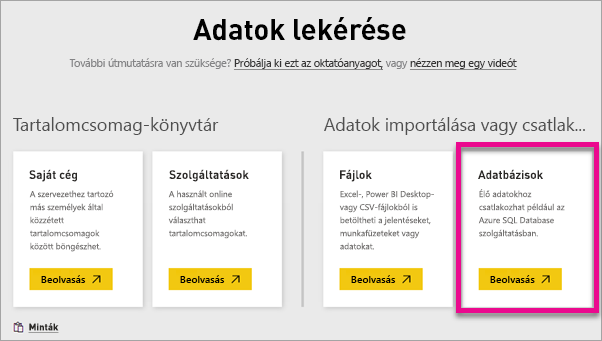 Adatok lekérése
További útmutatásra van szüksége? Próbálja ki ezt az oktatóanyagot, vagy nézzen meg egy videót
Tartalomcsomag-könyvtár
Adatok importálása vagy csatlak...
Saját cég
A szervezethez tartozó
más személyek által
közzétett
tartalomcsomagok
között böngészhet.
Beolvasás
Szolgáltatások
A használt online
szolgáltatásokból
választhat
tartalomcsomagokat.
Beolvasás
Fájlok
Excel-, Power BI Desktop-
vagy CSV-fájlokból is
betöltheti a jelentéseket,
munkafüzeteket vagy
adatokat.
Beolvasás
Adatbázisok
Élő adatokhoz
csatlakozhat például az
Azure SQL Database
szolgáltatásban.
Beolvasás
Minták